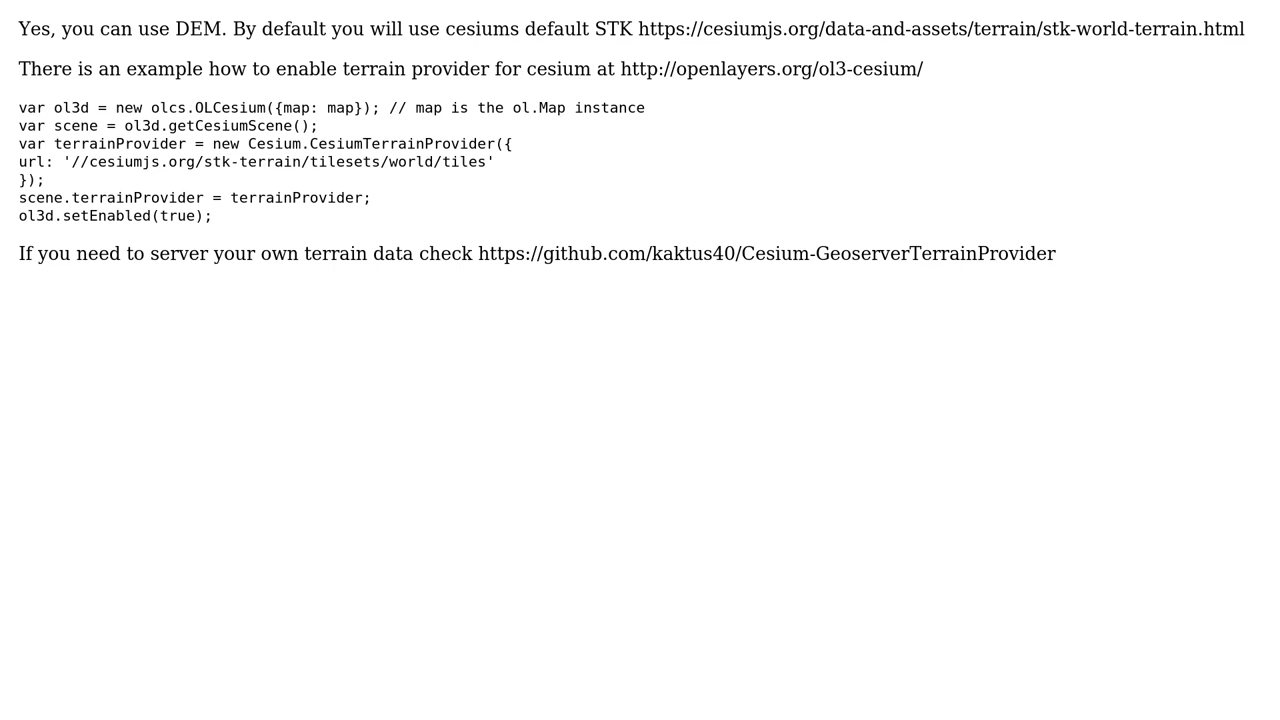 Yes, you can use DEM. By default you will use cesiums default STK https://cesiumjs.org/data-and-assets/terrain/stk-world-terrain.html
There is an example how to enable terrain provider for cesium at http://openlayers.org/ol3-cesium/
var ol3d = new olcs.OLCesium({map: map}); // map is the ol.Map instance
var scene = ol3d.getCesiumScene();
var terrainProvider = new Cesium.CesiumTerrainProvider({
url: '//cesiumjs.org/stk-terrain/tilesets/world/tiles'
});
scene.terrainProvider = terrainProvider;
ol3d.setEnabled(true);
If you need to server your own terrain data check https://github.com/kaktus40/Cesium-GeoserverTerrainProvider